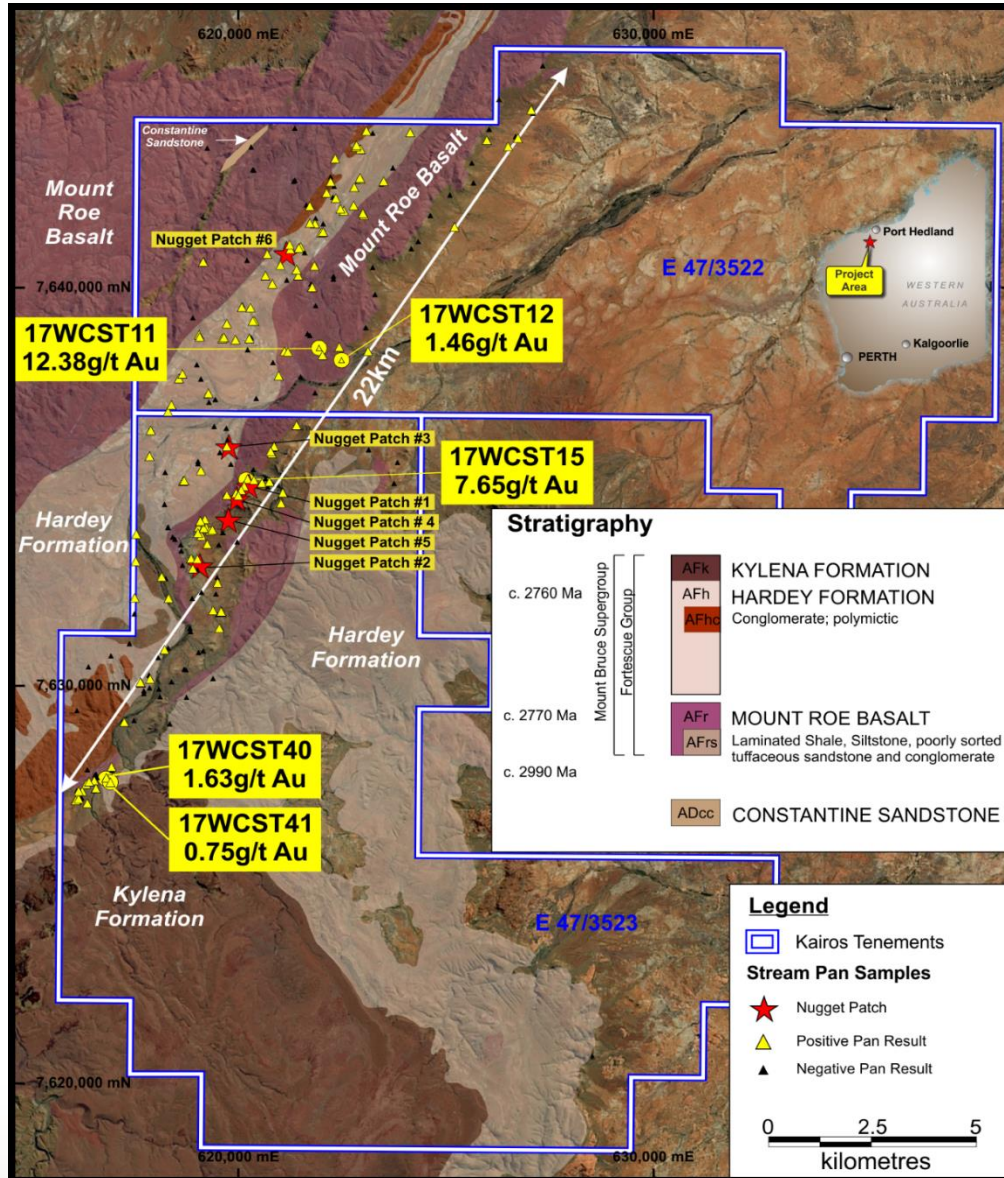 620,000 mE
630,000 mE
Constantine
Sandstone
Mount
Roe
Basalt
Mount Roe Basalt
Nugget Patch #6
Port Hedland
Project
Area
WESTERN
AUSTRALIA
Kalgoorlie
PERTH
E 47/3522
7,640,000 mN
17WCST11
12.38g/t Au
17WCST12
1.46g/t Au
22km
Nugget Patch #3
17WCST15
7.65g/t Au
Nugget Patch #1
Nugget Patch # 4
Nugget Patch #5
Nugget Patch #2
Hardey
Formation
Hardey
Formation
7,630,000 mN
17WCST40
1.63g/t Au
17WCST41
0.75g/t Au
Kylena
Formation
E 47/3523
7,620,000 mN
620,000 mE
630,000 mE
Stratigraphy
c. 2760 Ma
c. 2770 Ma
c. 2990 Ma
Mount Bruce Supergroup
Fortescue Group
AFk KYLENA FORMATION
AFh HARDEY FORMATION
AFhc Conglomerate; polymictic
AFr MOUNT ROE BASALT
AFrs Laminated Shale, Siltstone, poorly sorted
tuffaceous sandstone and conglomerate
ADcc CONSTANTINE SANDSTONE
Legend
Kairos Tenements
Stream Pan Samples
Nugget Patch
Positive Pan Result
Negative Pan Result
0 2.5 5
kilometres